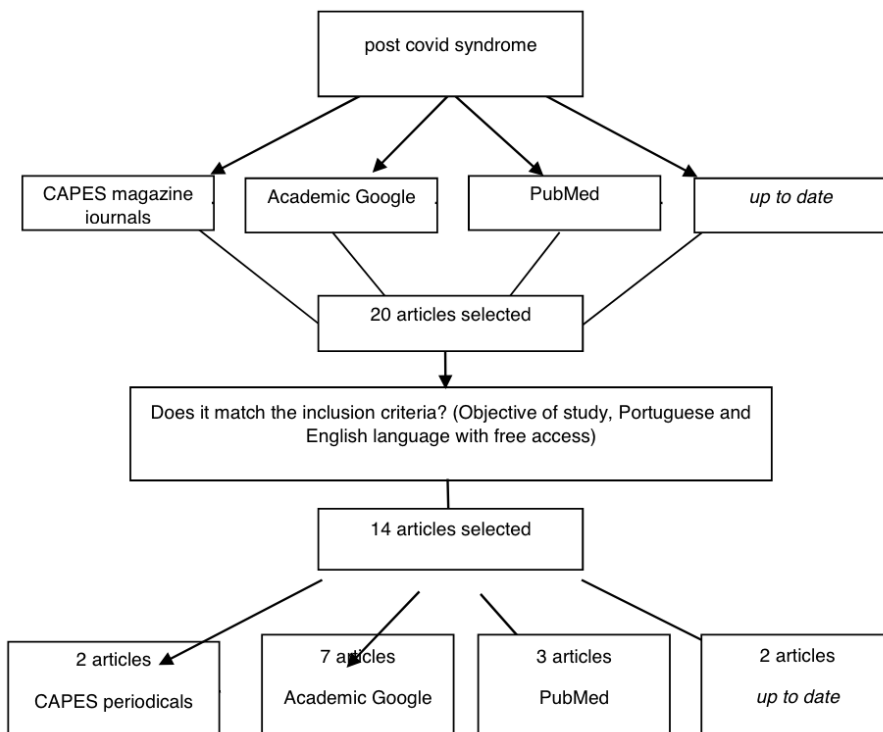 post covid syndrome
CAPES magazine
iournals
Academic Google
PubMed
up to date
20 articles selected
Does it match the inclusion criteria? (Objective of study, Portuguese and
English language with free access)
14 articles selected
2 articles
CAPES periodicals
7 articles
Academic Google
3 articles
PubMed
2 articles
up to date